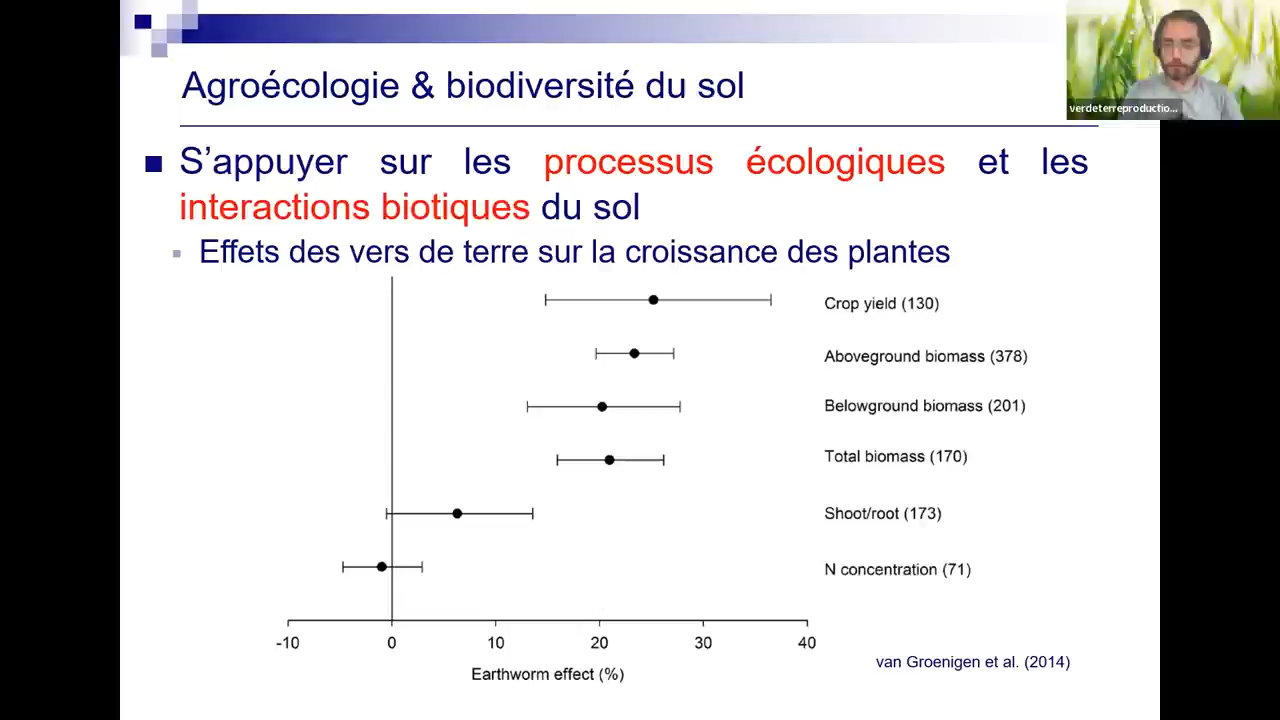 Agroécologie & biodiversité du sol
verdeterreproductio...
S'appuyer sur les processus écologiques et les
interactions biotiques du sol
Effets des vers de terre sur la croissance des plantes
Crop yield (130)
Aboveground biomass (378)
Belowground biomass (201)
Total biomass (170)
Shoot/root (173)
N concentration (71)
-10 0 10 20 30 40
Earthworm effect (%)
van Groenigen et al. (2014)